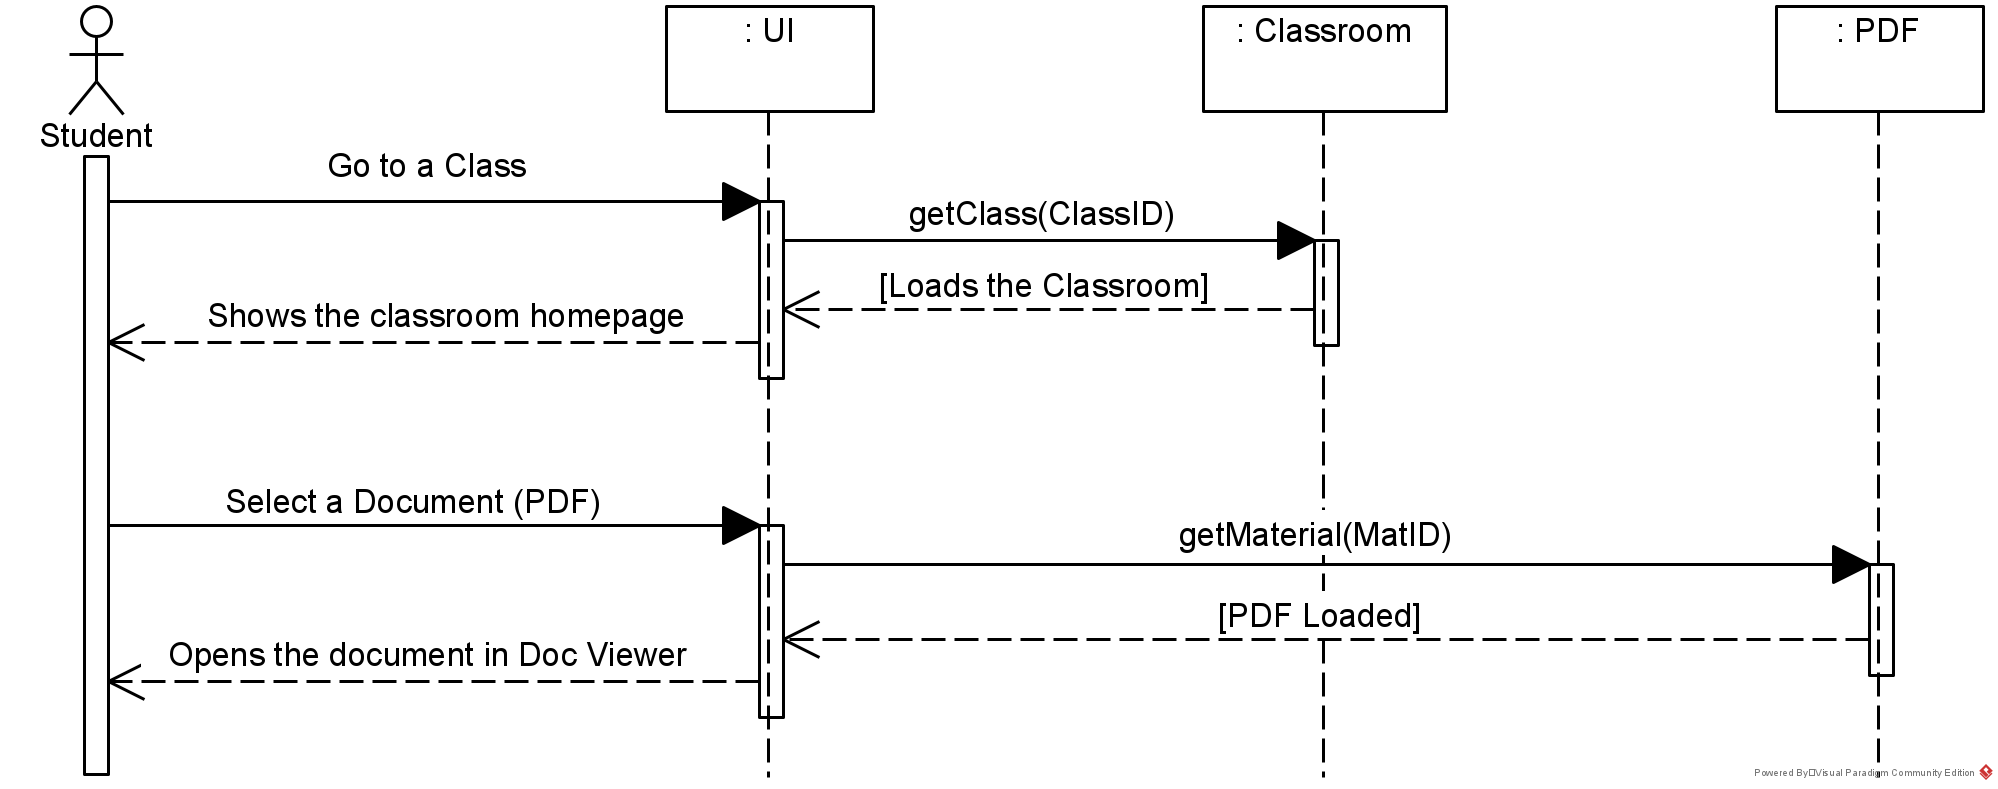 : UI
: Classroom
: PDF
Student
Go to a Class
getClass(ClassID)
[Loads the Classroom]
Shows the classroom homepage
Select a Document (PDF)
getMaterial(MatID)
[PDF Loaded]
Opens the document in Doc Viewer
Powered By□Visual Paradigm Community Edition